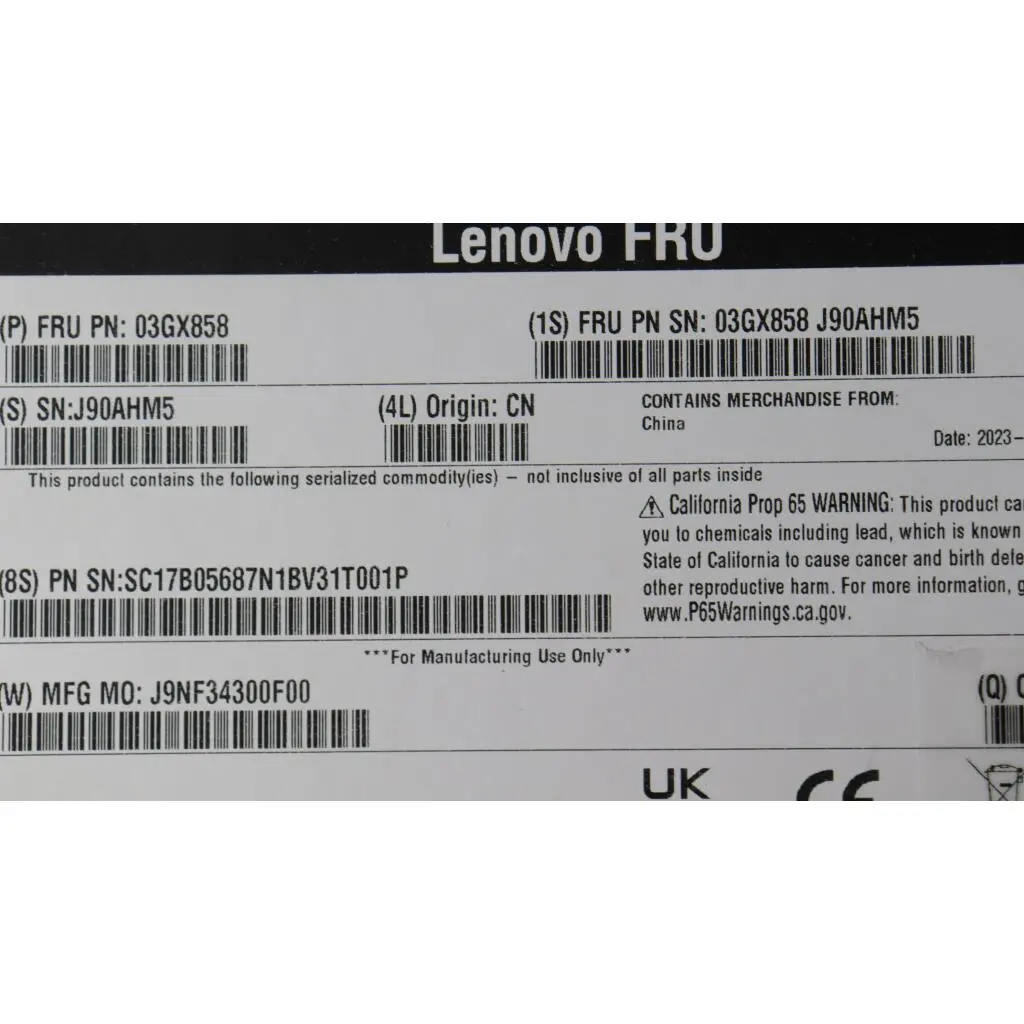 Lenovo FRU
(P) FRU PN: 03GX858
(1S) FRU PN SN: 03GX858 J90AHM5
(S) SN:J90AHM5
(4L) Origin: CN
CONTAINS MERCHANDISE FROM:
China
Date: 2023-
This product contains the following serialized commodity(ies) – not inclusive of all parts inside
⚠ California Prop 65 WARNING: This product ca
you to chemicals including lead, which is known
State of California to cause cancer and birth defe
other reproductive harm. For more information, g
www.P65Warnings.ca.gov.
(8S) PN SN:SC17B05687N1BV31T001P
***For Manufacturing Use Only***
(W) MFG MO: J9NF34300F00
(Q)
UK CE